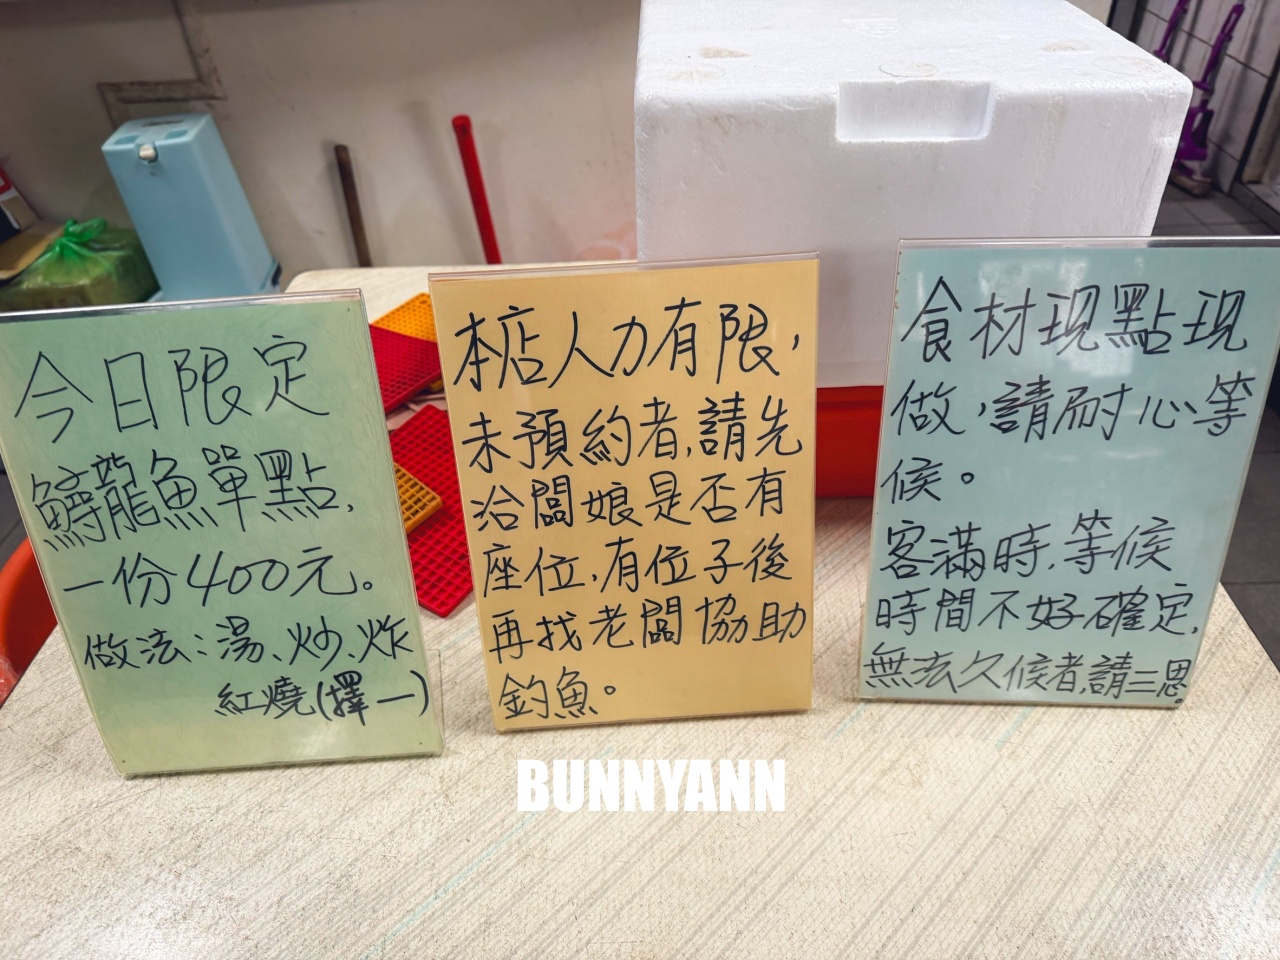 今日限定
鱘龍魚單點,
一份400元。
做法:湯、炒、炸
紅燒(擇一)
本店人力有限,
未預約者,請先
洽闆娘是否有
座位,有位子後
再找老闆協助
釣魚。
食材現點現
做,請耐心等
候。
客滿時,等候
時間不好確定,
無法久候者,請三思。
BUNNYANN